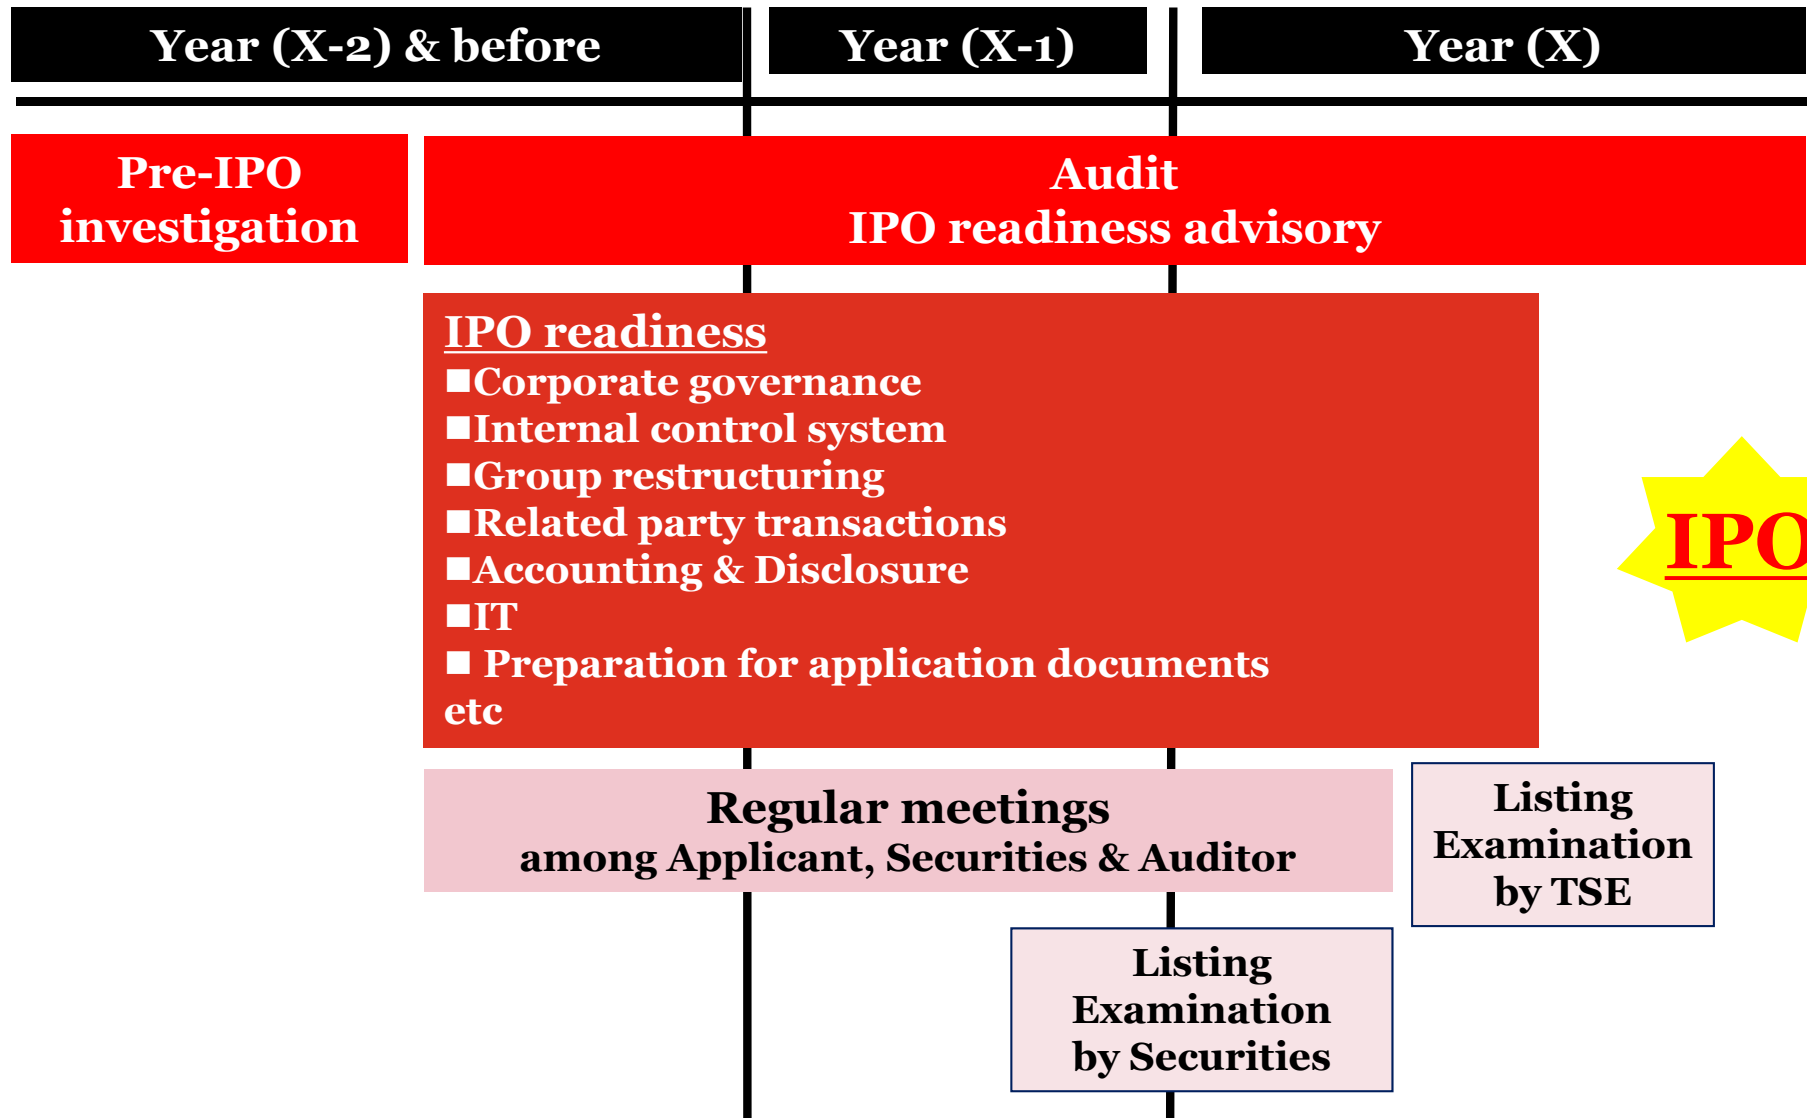 Year (X-2) & before
Year (X-1)
Year (X)
Pre-IPO
investigation
Audit
IPO readiness advisory
IPO readiness
■Corporate governance
■Internal control system
■Group restructuring
■Related party transactions
■Accounting & Disclosure
■IT
■ Preparation for application documents
etc
IPO
Regular meetings
among Applicant, Securities & Auditor
Listing
Examination
by TSE
Listing
Examination
by Securities